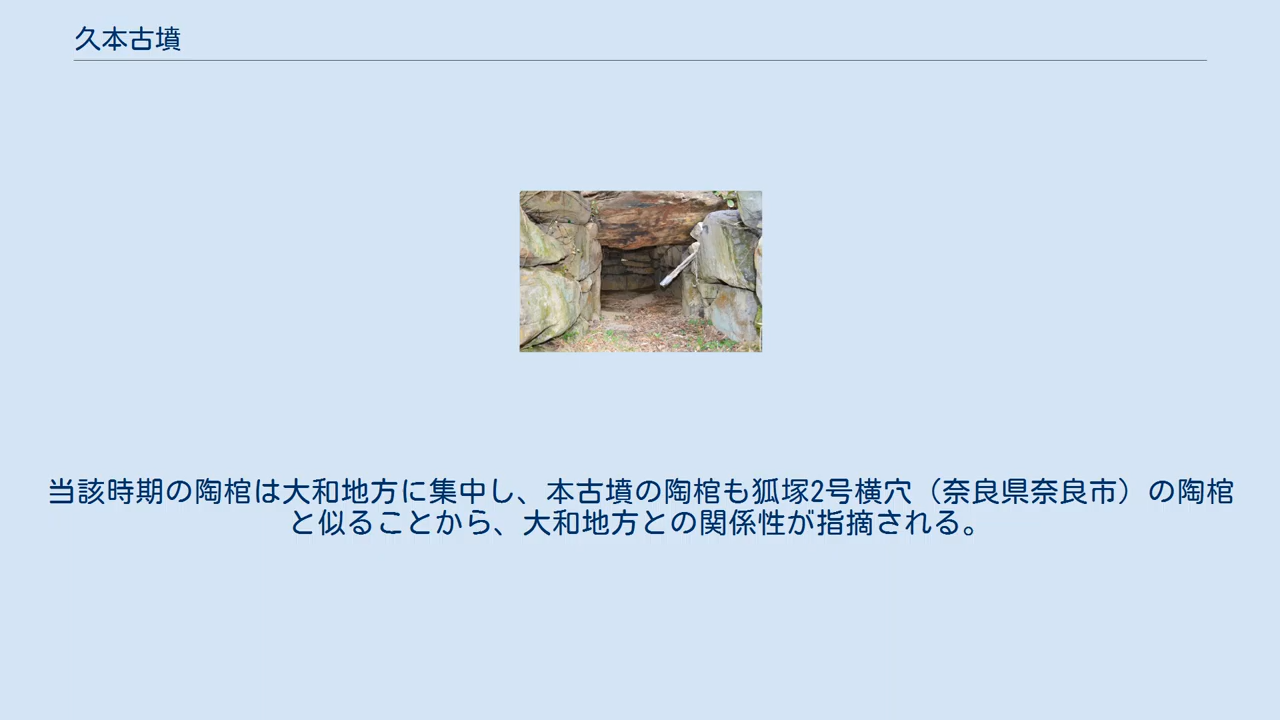 久本古墳
当該時期の陶棺は大和地方に集中し、本古墳の陶棺も狐塚2号横穴（奈良県奈良市）の陶棺
と似ることから、大和地方との関係性が指摘される。